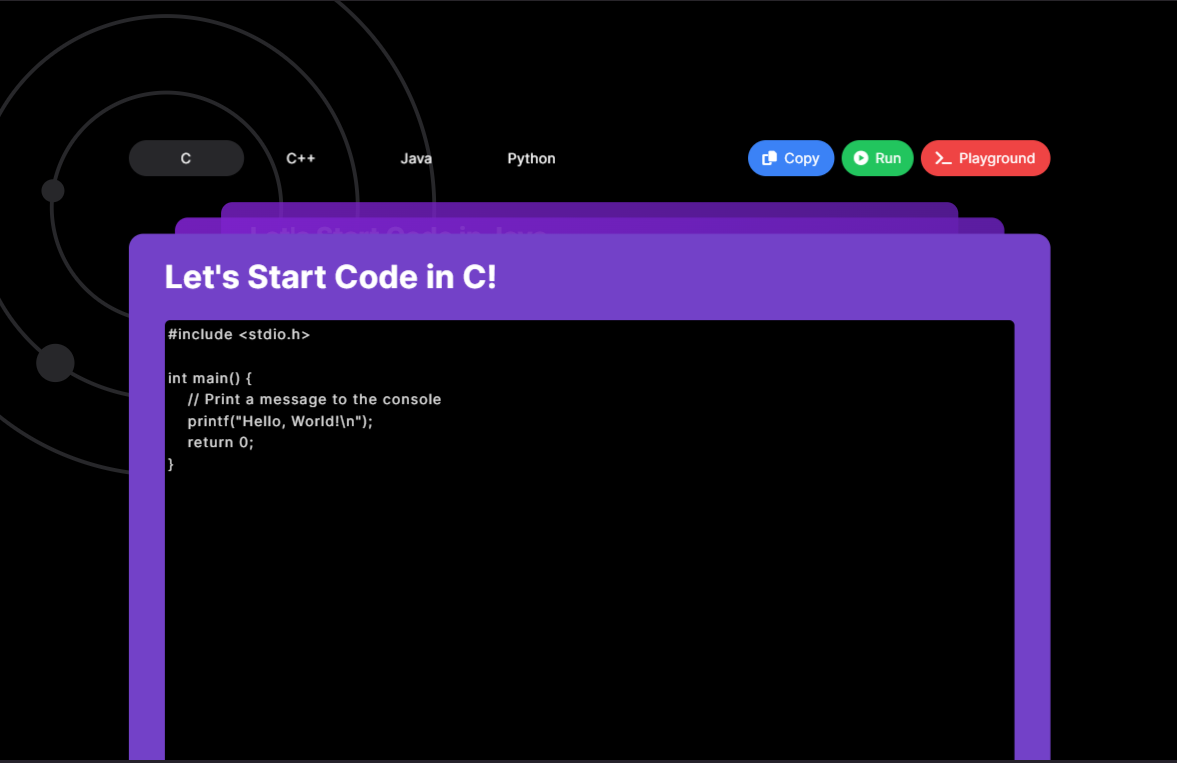 C
C++
Java
Python
Copy
Run
Playground
Let's Start Code in Java
Let's Start Code in C!
#include <stdio.h>
int main() {
    // Print a message to the console
    printf("Hello, World!\n");
    return 0;
}